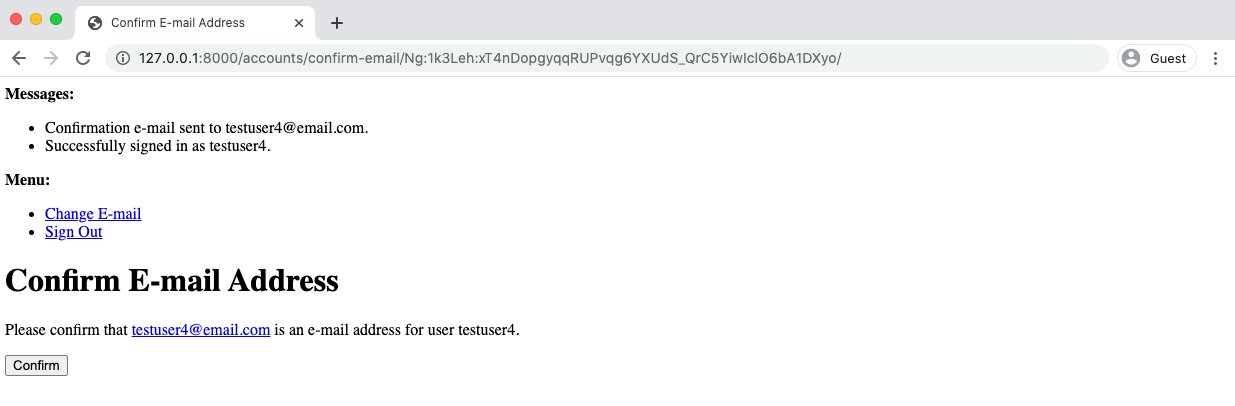 Confirm E-mail Address
127.0.0.1:8000/accounts/confirm-email/Ng:1k3Leh:xT4nDopgyqqRUPvqg6YXUdS_QrC5YiwIclO6bA1DXyo/
Guest
Messages:
Confirmation e-mail sent to testuser4@email.com.
Successfully signed in as testuser4.
Menu:
Change E-mail
Sign Out
Confirm E-mail Address
Please confirm that testuser4@email.com is an e-mail address for user testuser4.
Confirm